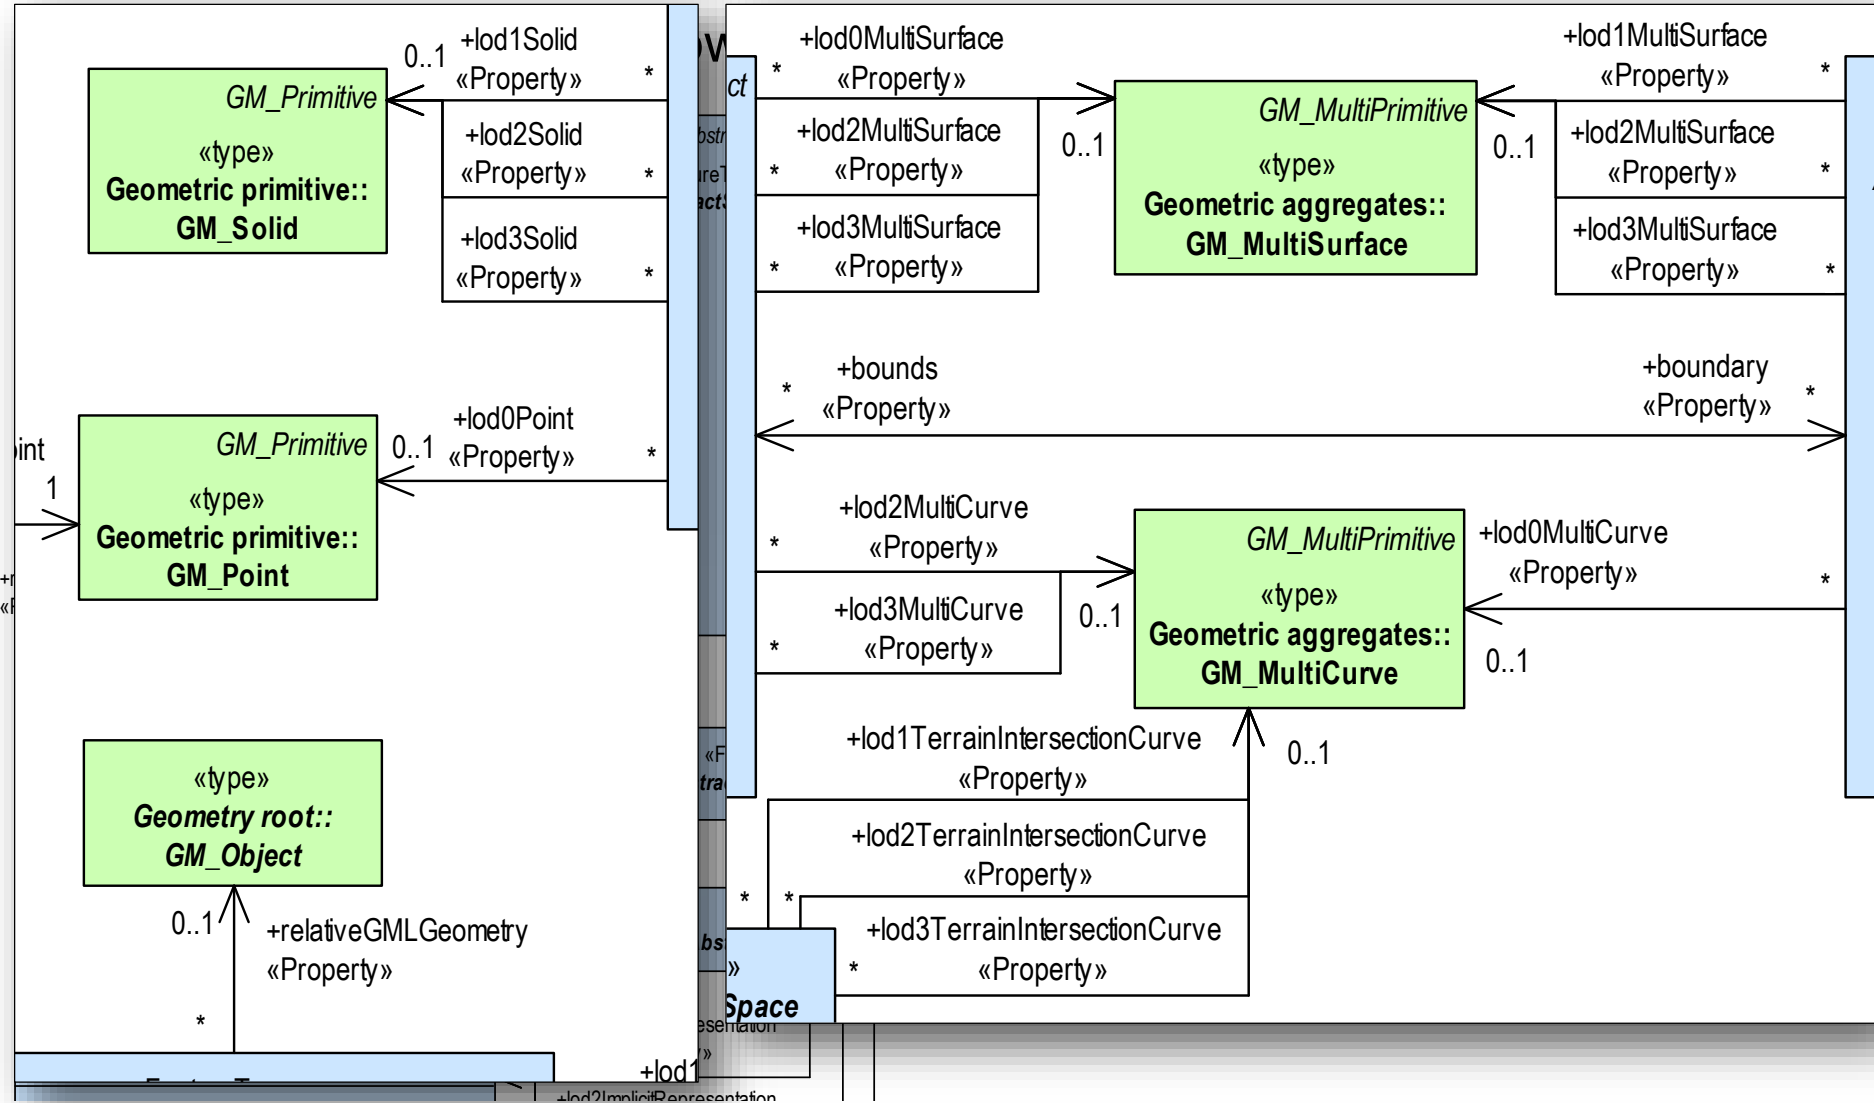 +lod1Solid
0..1
«Property»
*
GM_Primitive
«type»
Geometric primitive::
GM_Solid
+lod2Solid
«Property»
*
+lod3Solid
«Property»
*
+lod0Point
0..1
«Property»
*
int
1
GM_Primitive
«type»
Geometric primitive::
GM_Point
«type»
Geometry root::
GM_Object
0..1
+relativeGMLGeometry
«Property»
*
+lod1
+lod2ImplicitRepresentation
ct
+lod0MultiSurface
«Property»
*
0..1
+lod2MultiSurface
«Property»
*
+lod3MultiSurface
«Property»
*
GM_MultiPrimitive
«type»
Geometric aggregates::
GM_MultiSurface
+lod1MultiSurface
«Property»
*
0..1
+lod2MultiSurface
«Property»
*
+lod3MultiSurface
«Property»
*
+bounds
«Property»
*
+boundary
«Property»
*
+lod2MultiCurve
«Property»
*
0..1
+lod3MultiCurve
«Property»
*
GM_MultiPrimitive
«type»
Geometric aggregates::
GM_MultiCurve
+lod0MultiCurve
«Property»
*
0..1
+lod1TerrainIntersectionCurve
«Property»
0..1
*
+lod2TerrainIntersectionCurve
«Property»
*
+lod3TerrainIntersectionCurve
«Property»
*
»
Space